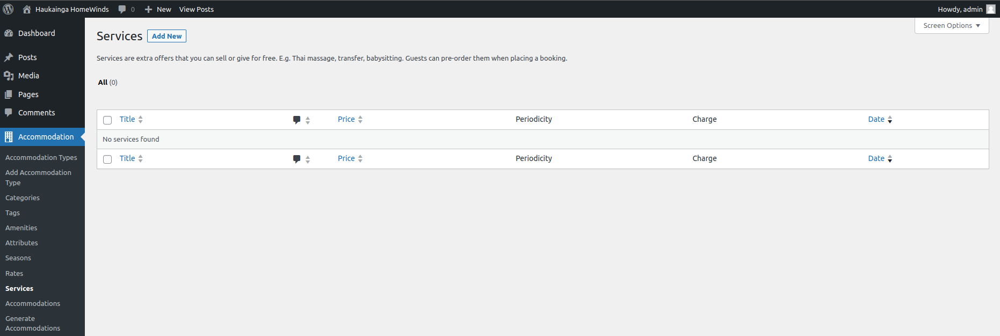 Haukainga HomeWinds 0 New View Posts Howdy, admin
Screen Options
Dashboard
Posts
Media
Pages
Comments
Accommodation
Accommodation Types
Add Accommodation
Type
Categories
Tags
Amenities
Attributes
Seasons
Rates
Services
Accommodations
Generate
Accommodations
Services Add New
Services are extra offers that you can sell or give for free. E.g. Thai massage, transfer, babysitting. Guests can pre-order them when placing a booking.
All (0)
Title Price Periodicity Charge Date
No services found
Title Price Periodicity Charge Date